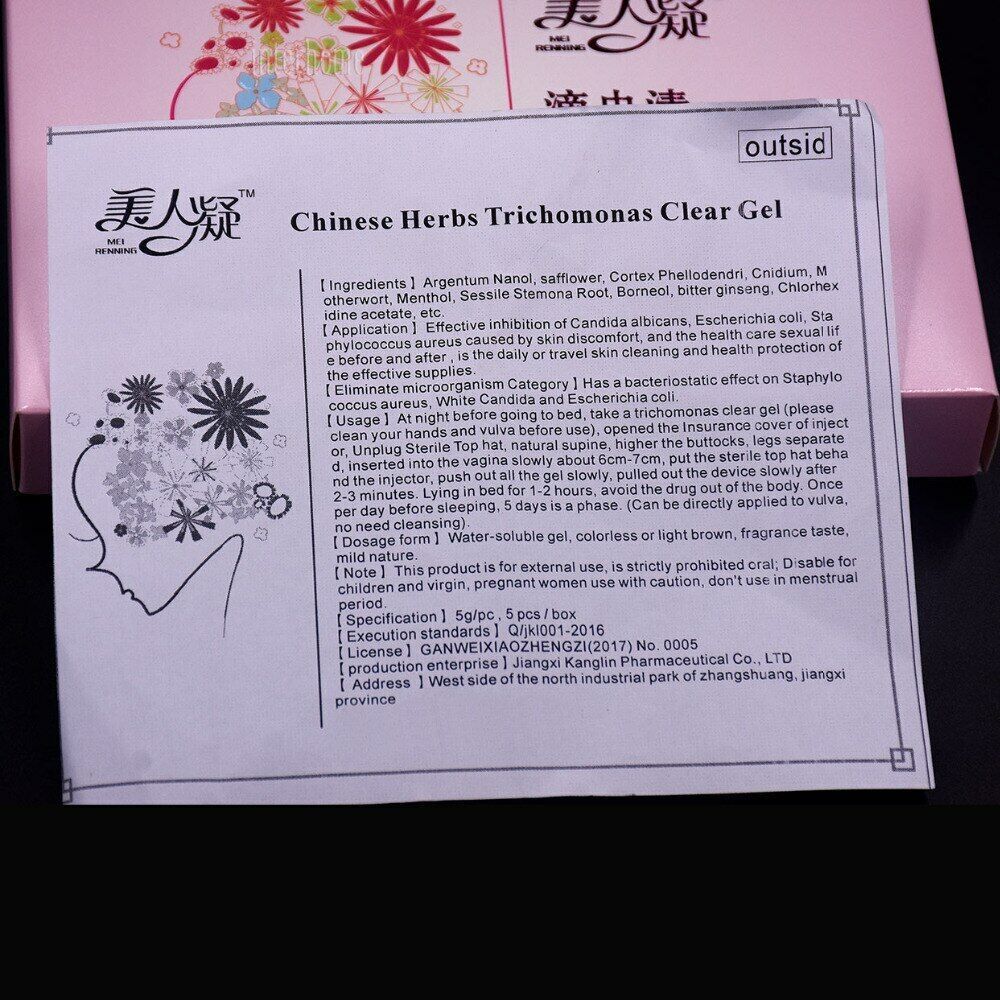 美人凝
MEI
RENNING
滴虫清
outsid
美人凝™
MEI
RENNING
Chinese Herbs Trichomonas Clear Gel
【Ingredients】Argentum Nanol, safflower, Cortex Phellodendri, Cnidium, M
otherwort, Menthol, Sessile Stemona Root, Borneol, bitter ginseng, Chlorhex
idine acetate, etc.
【Application】Effective inhibition of Candida albicans, Escherichia coli, Sta
phylococcus aureus caused by skin discomfort, and the health care sexual lif
e before and after , is the daily or travel skin cleaning and health protection of
the effective supplies.
【Eliminate microorganism Category】Has a bacteriostatic effect on Staphylo
coccus aureus, White Candida and Escherichia coli.
【Usage】At night before going to bed, take a trichomonas clear gel (please
clean your hands and vulva before use), opened the Insurance cover of inject
or, Unplug Sterile Top hat, natural supine, higher the buttocks, legs separate
d, inserted into the vagina slowly about 6cm-7cm, put the sterile top hat beha
nd the injector, push out all the gel slowly, pulled out the device slowly after
2-3 minutes. Lying in bed for 1-2 hours, avoid the drug out of the body. Once
per day before sleeping, 5 days is a phase. (Can be directly applied to vulva,
no need cleansing).
【Dosage form】Water-soluble gel, colorless or light brown, fragrance taste,
mild nature.
【Note】This product is for external use, is strictly prohibited oral; Disable for
children and virgin, pregnant women use with caution, don't use in menstrual
period.
【Specification】5g/pc , 5 pcs / box
【Execution standards】Q/jkl001-2016
【License】GANWEIXIAOZHENGZI(2017) No. 0005
【production enterprise】Jiangxi Kanglin Pharmaceutical Co., LTD
【Address】West side of the north industrial park of zhangshuang, jiangxi
province